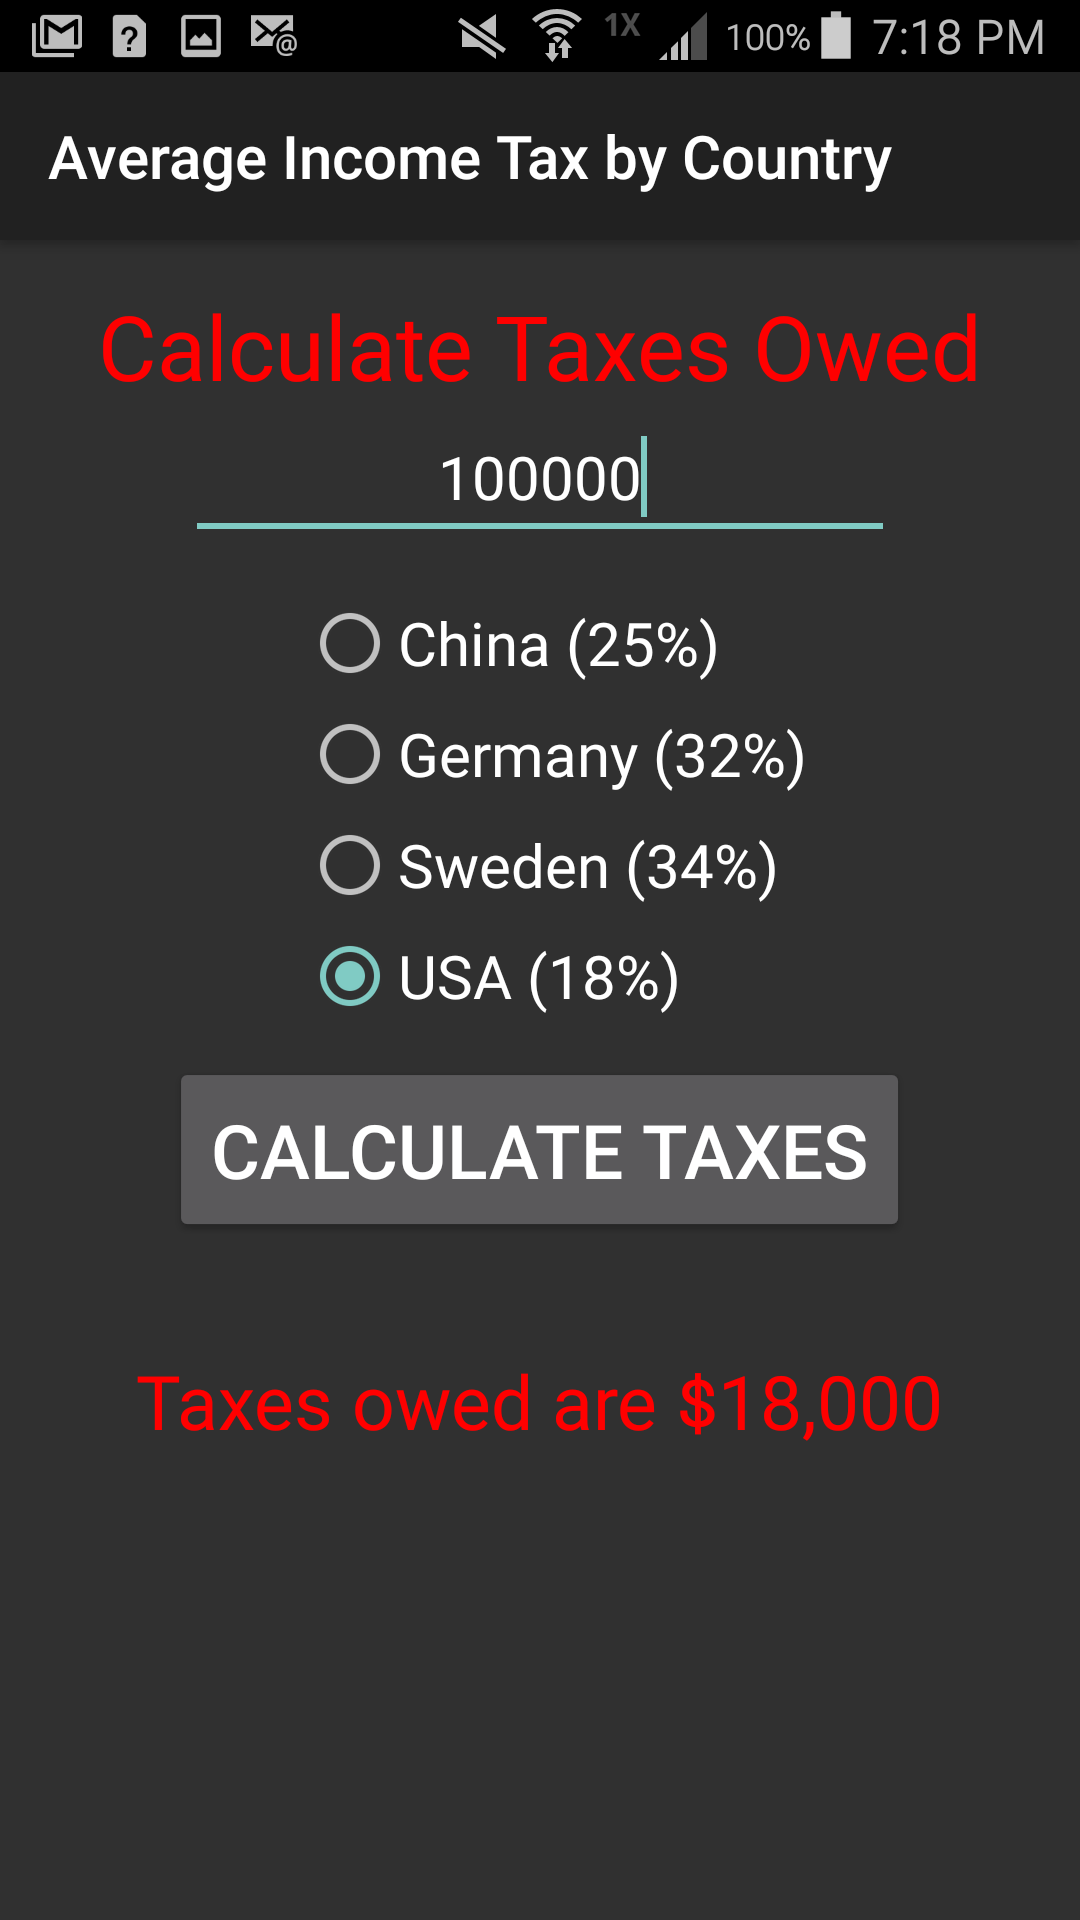 1X 100% 7:18 PM
Average Income Tax by Country
Calculate Taxes Owed
100000
China (25%)
Germany (32%)
Sweden (34%)
USA (18%)
CALCULATE TAXES
Taxes owed are $18,000